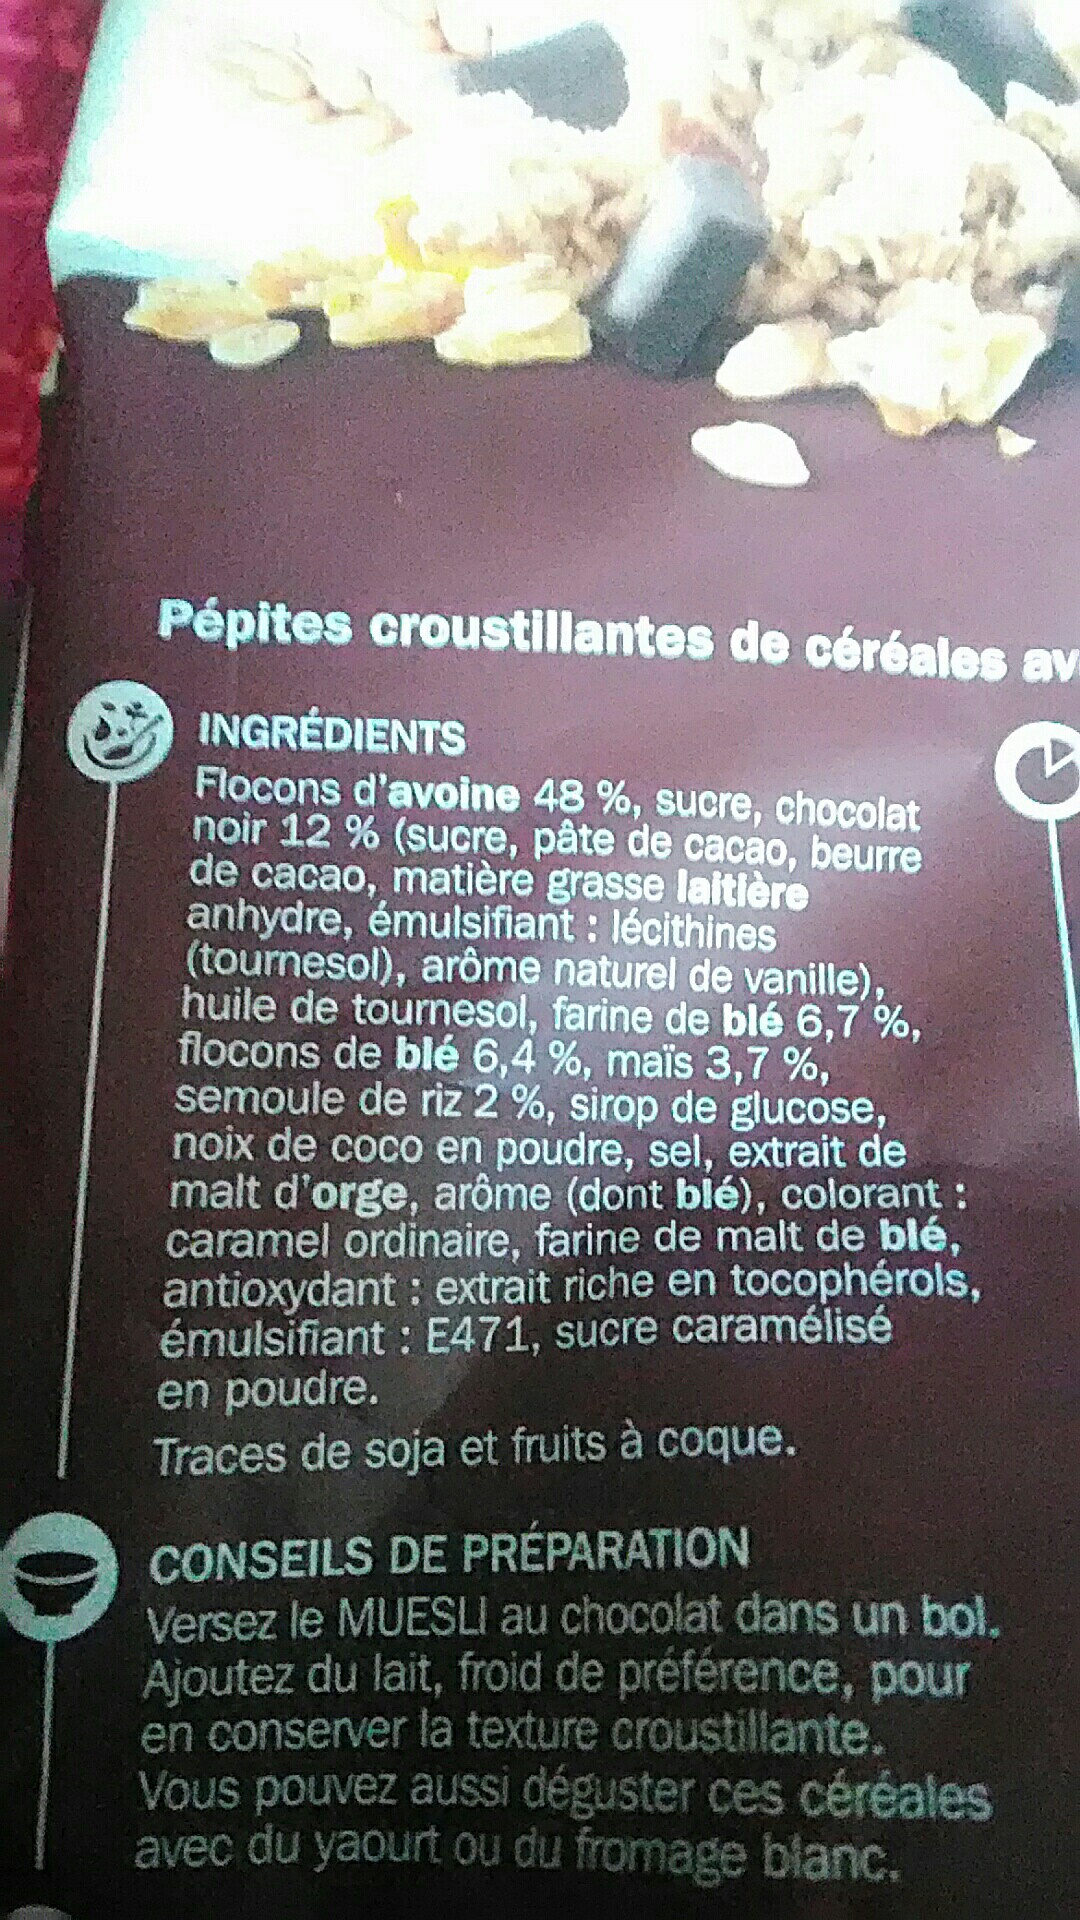 Pépites croustillantes de céréales
INGRÉDIENTS
Flocons d'avoine 48 %, sucre, chocolat
noir 12 % (sucre, pâte de cacao, beurre
de cacao, matière grasse laitière
anhydre, émulsifiant : lécithines
(tournesol), arôme naturel de vanille),
huile de tournesol, farine de blé 6,7 %,
flocons de blé 6,4 %, maïs 3,7 %,
semoule de riz 2 %, sirop de glucose,
noix de coco en poudre, sel, extrait de
malt d'orge, arôme (dont blé), colorant :
caramel ordinaire, farine de malt de blé,
antioxydant : extrait riche en tocophérols,
émulsifiant : E471, sucre caramélisé
en poudre.
Traces de soja et fruits à coque.
CONSEILS DE PRÉPARATION
Versez le MUESLI au chocolat dans un bol.
Ajoutez du lait, froid de préférence, pour
en conserver la texture croustillante.
Vous pouvez aussi déguster ces céréales
avec du yaourt ou du fromage blanc.